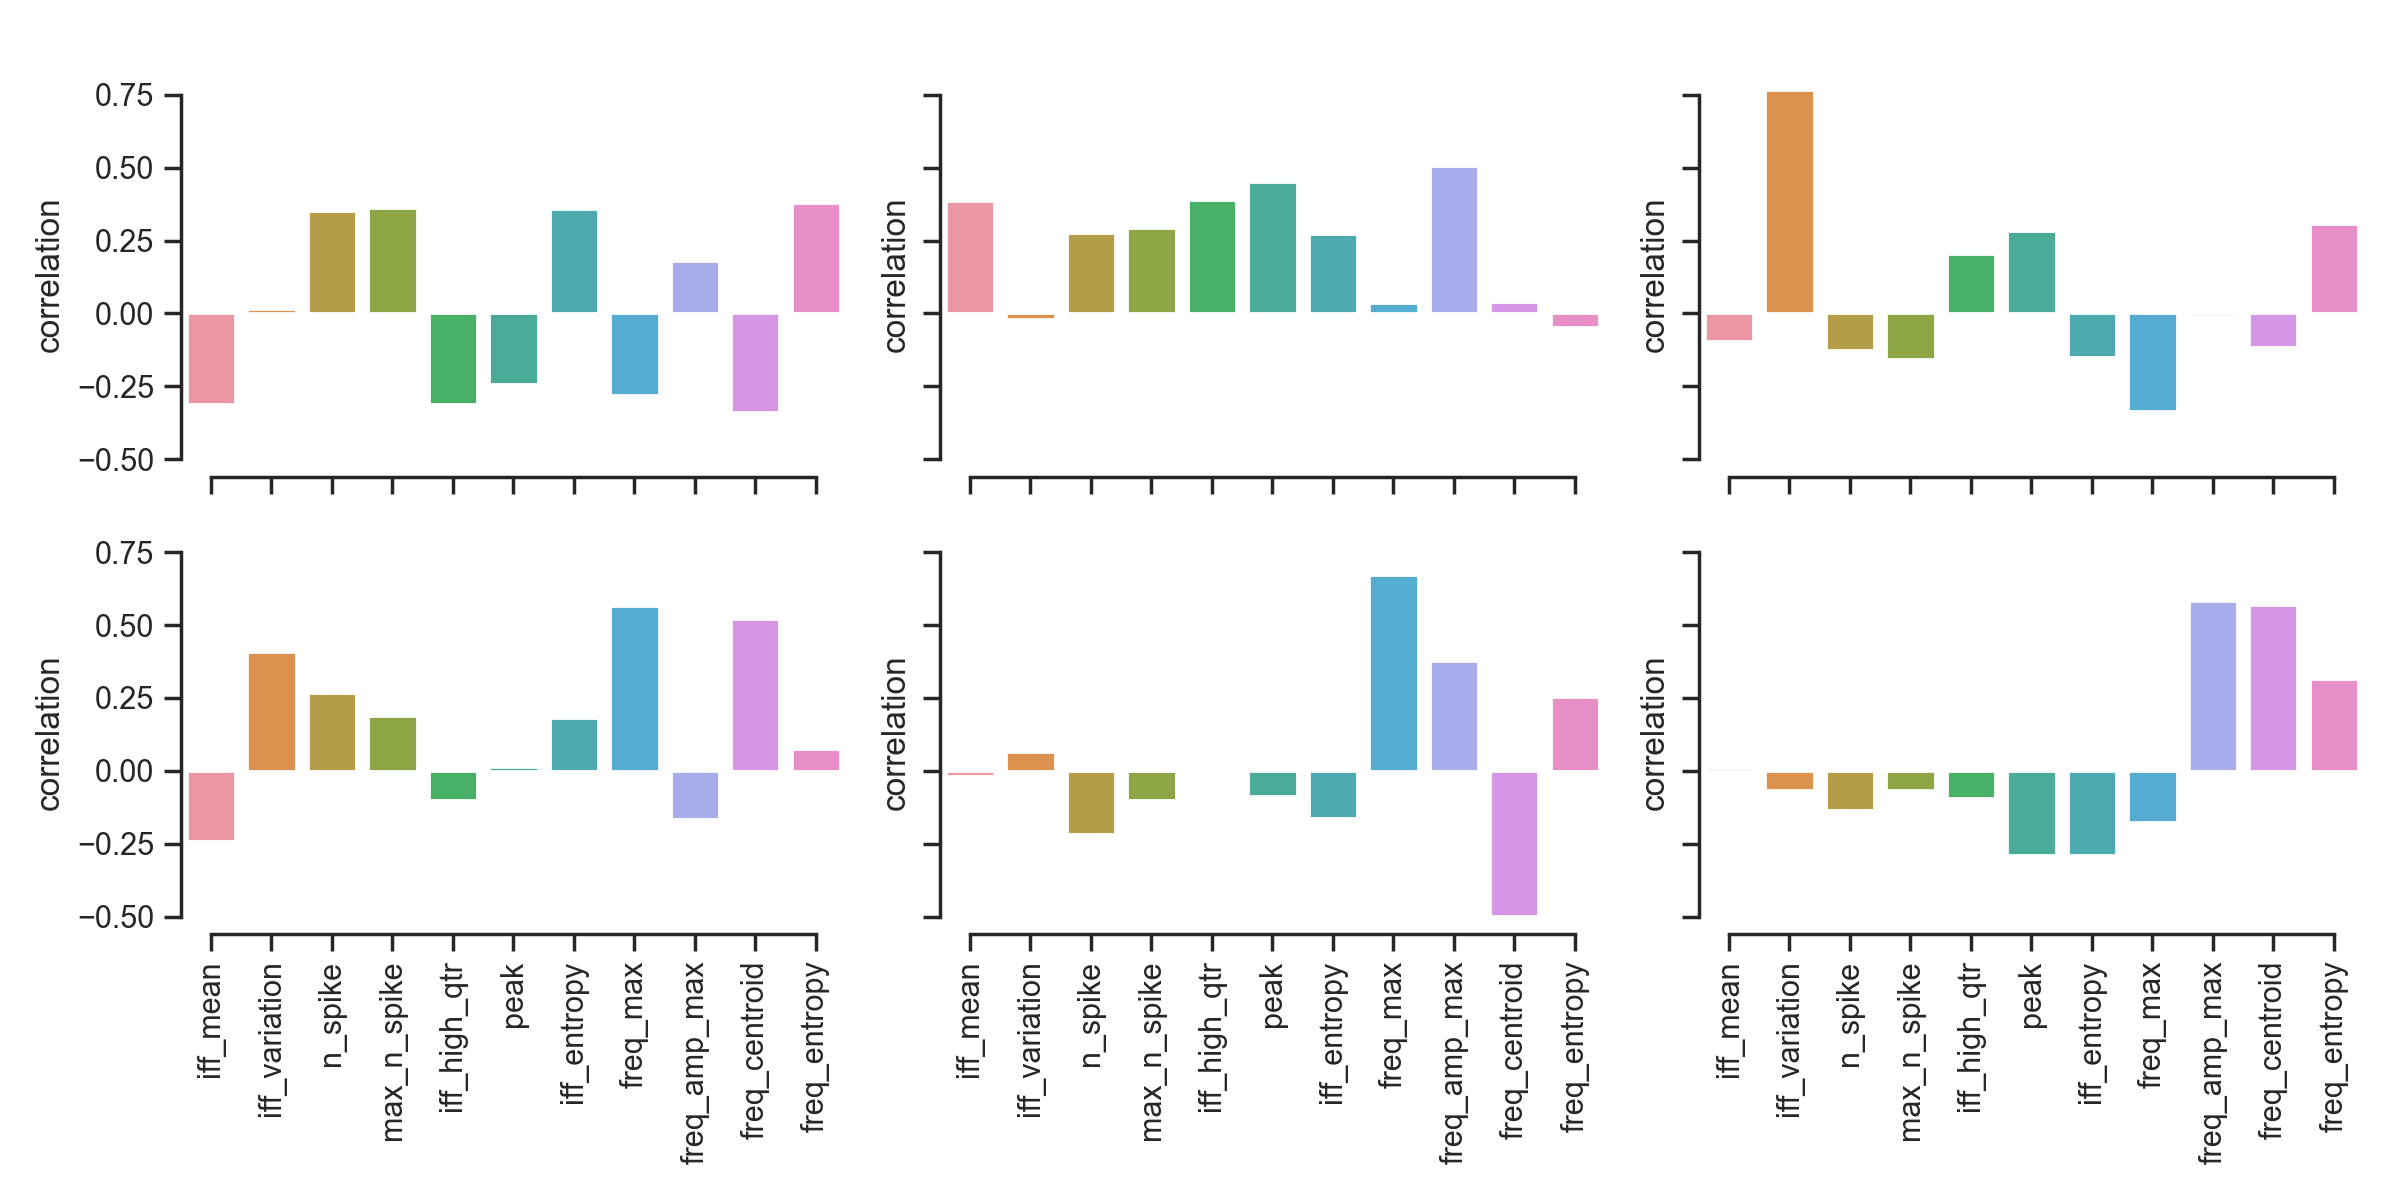 0.75
0.50
0.25
0.00
−0.25
−0.50
correlation
correlation
correlation
0.75
0.50
0.25
0.00
−0.25
−0.50
correlation
correlation
correlation
iff_mean
iff_variation
n_spike
max_n_spike
iff_high_qtr
peak
iff_entropy
freq_max
freq_amp_max
freq_centroid
freq_entropy
iff_mean
iff_variation
n_spike
max_n_spike
iff_high_qtr
peak
iff_entropy
freq_max
freq_amp_max
freq_centroid
freq_entropy
iff_mean
iff_variation
n_spike
max_n_spike
iff_high_qtr
peak
iff_entropy
freq_max
freq_amp_max
freq_centroid
freq_entropy